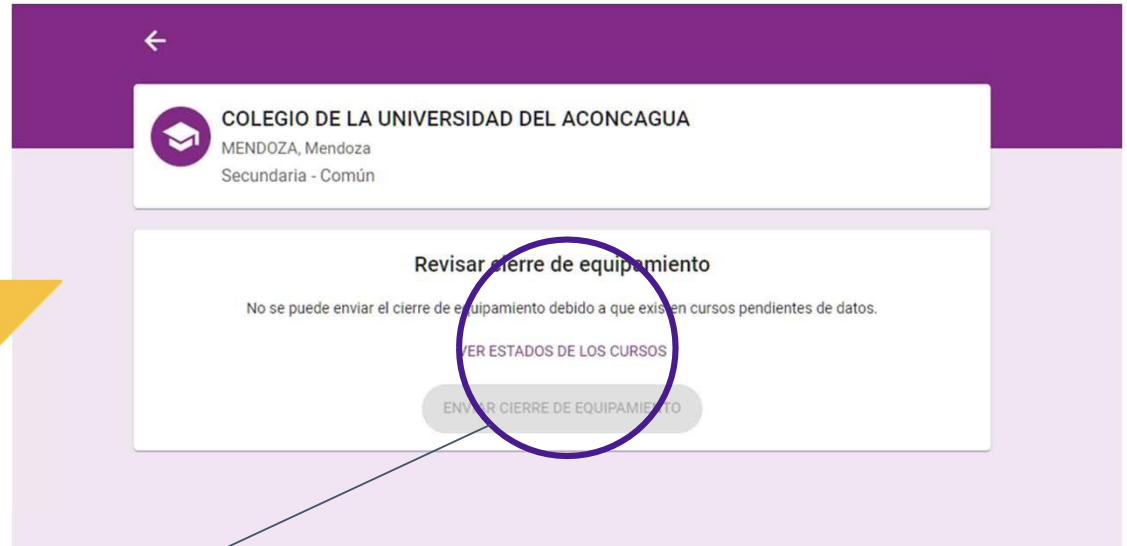 COLEGIO DE LA UNIVERSIDAD DEL ACONCAGUA
MENDOZA, Mendoza
Secundaria - Común
Revisar cierre de equipamiento
No se puede enviar el cierre de equipamiento debido a que existen cursos pendientes de datos.
VER ESTADOS DE LOS CURSOS
ENVIAR CIERRE DE EQUIPAMIENTO